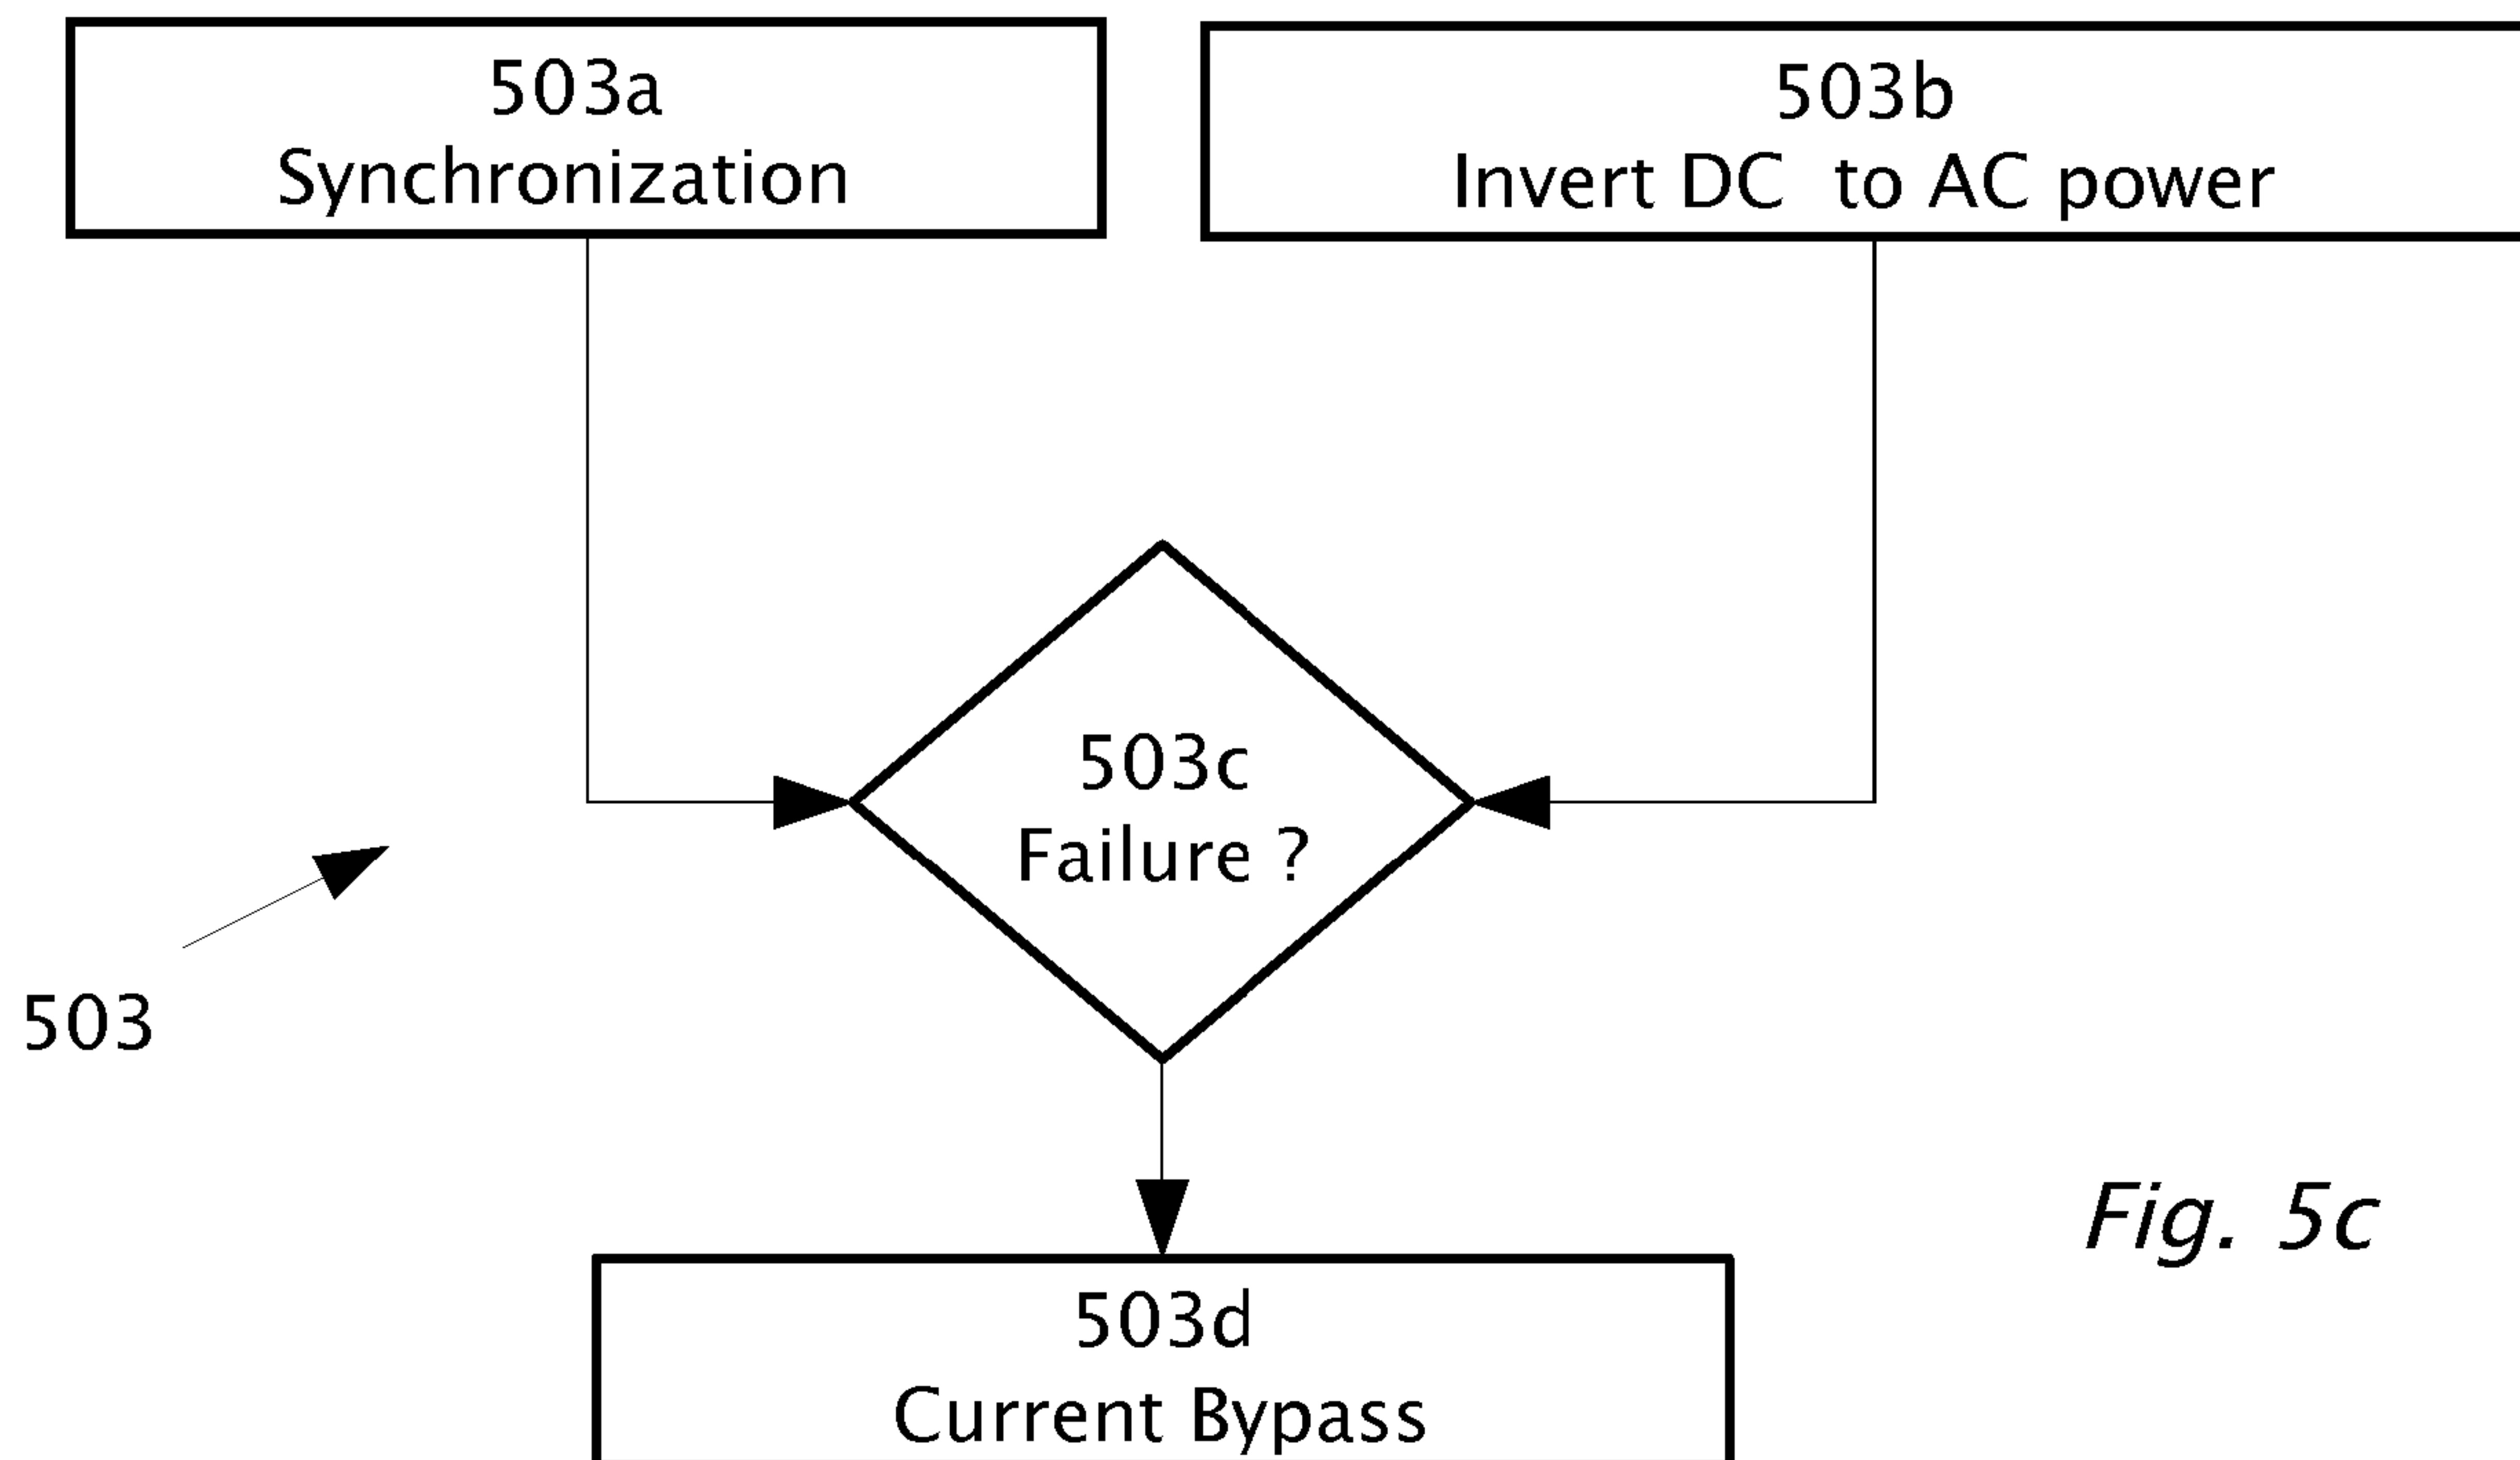 503a
Synchronization
503b
Invert DC to AC power
503c
Failure ?
503
Fig. 5c
503d
Current Bypass